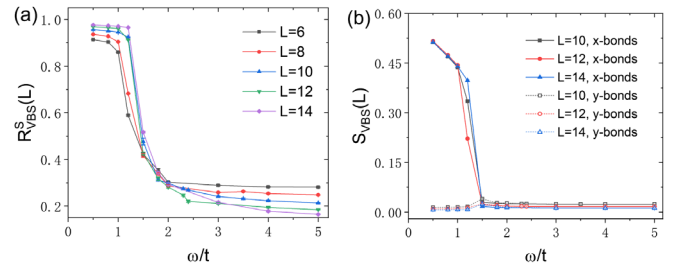 (a)
R^S_VBS(L)
1.0
0.8
0.6
0.4
0.2
0
1
2
3
4
5
ω/t
L=6
L=8
L=10
L=12
L=14
(b)
S_VBS(L)
0.60
0.45
0.30
0.15
0.00
0
1
2
3
4
5
ω/t
L=10, x-bonds
L=12, x-bonds
L=14, x-bonds
L=10, y-bonds
L=12, y-bonds
L=14, y-bonds